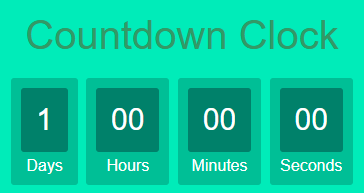 Countdown Clock
1 00 00 00
Days Hours Minutes Seconds